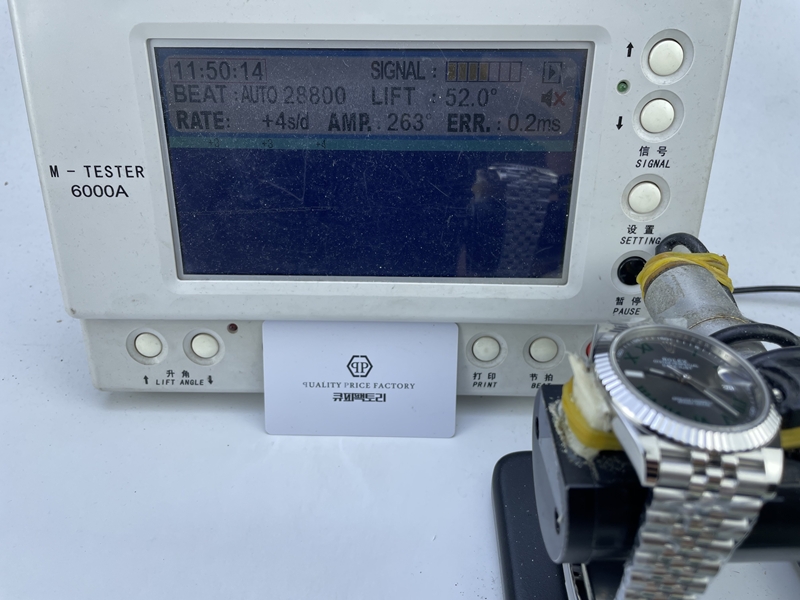 11:50:14 SIGNAL :
BEAT :AUTO 28800 LIFT : 52.0°
RATE: +4s/d AMP. : 263° ERR. : 0.2ms
M - TESTER
6000A
信号
SIGNAL
设置
SETTING
暂停
PAUSE
升角
LIFT ANGLE
打印
PRINT
节拍
QP
QUALITY PRICE FACTORY
큐피팩토리
ROLEX